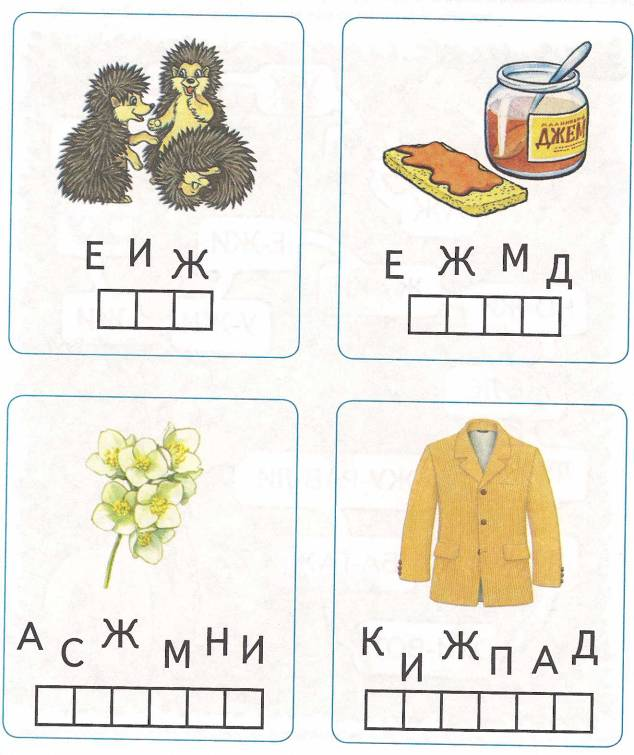 ДЖЕМ
Е И Ж
Е Ж М Д
А С Ж М Н И
К И Ж П А Д